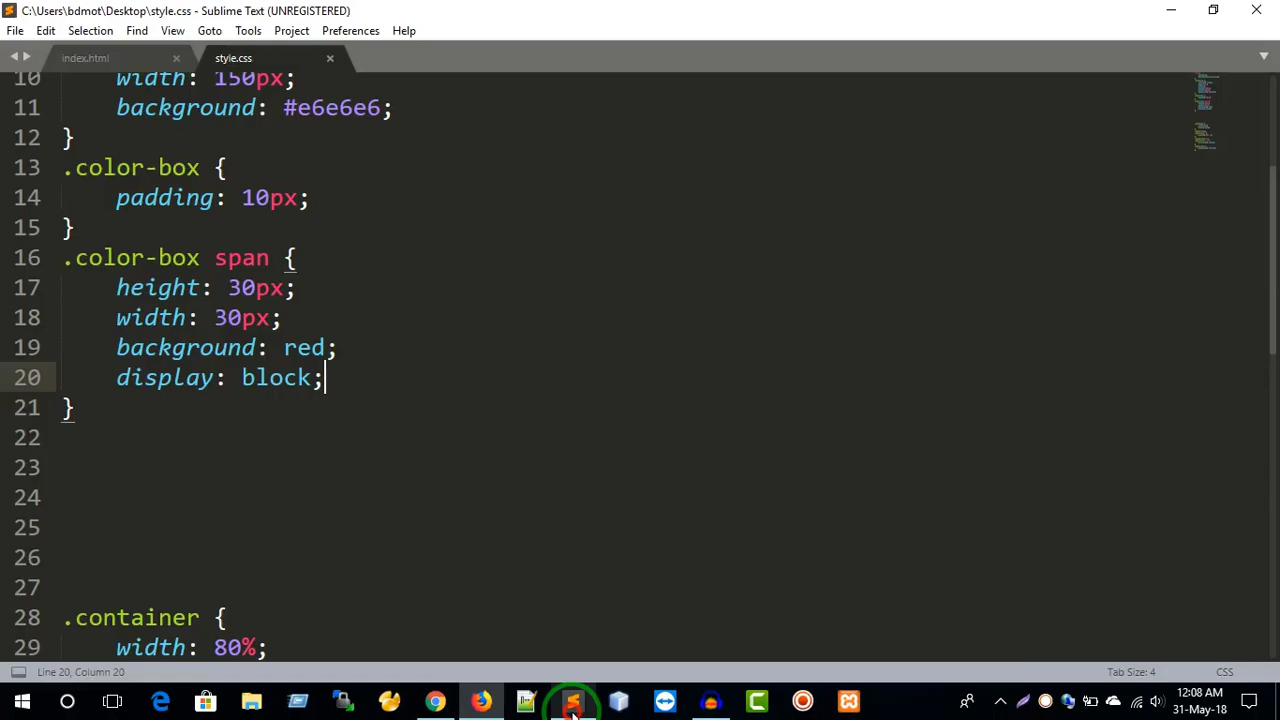 C:\Users\bdmot\Desktop\style.css - Sublime Text (UNREGISTERED)
File Edit Selection Find View Goto Tools Project Preferences Help
index.html style.css
10 width: 150px;
11 background: #e6e6e6;
12 }
13 .color-box {
14 padding: 10px;
15 }
16 .color-box span {
17 height: 30px;
18 width: 30px;
19 background: red;
20 display: block;
21 }
22
23
24
25
26
27
28 .container {
29 width: 80%;
Line 20, Column 20 Tab Size: 4 CSS
12:08 AM
31-May-18